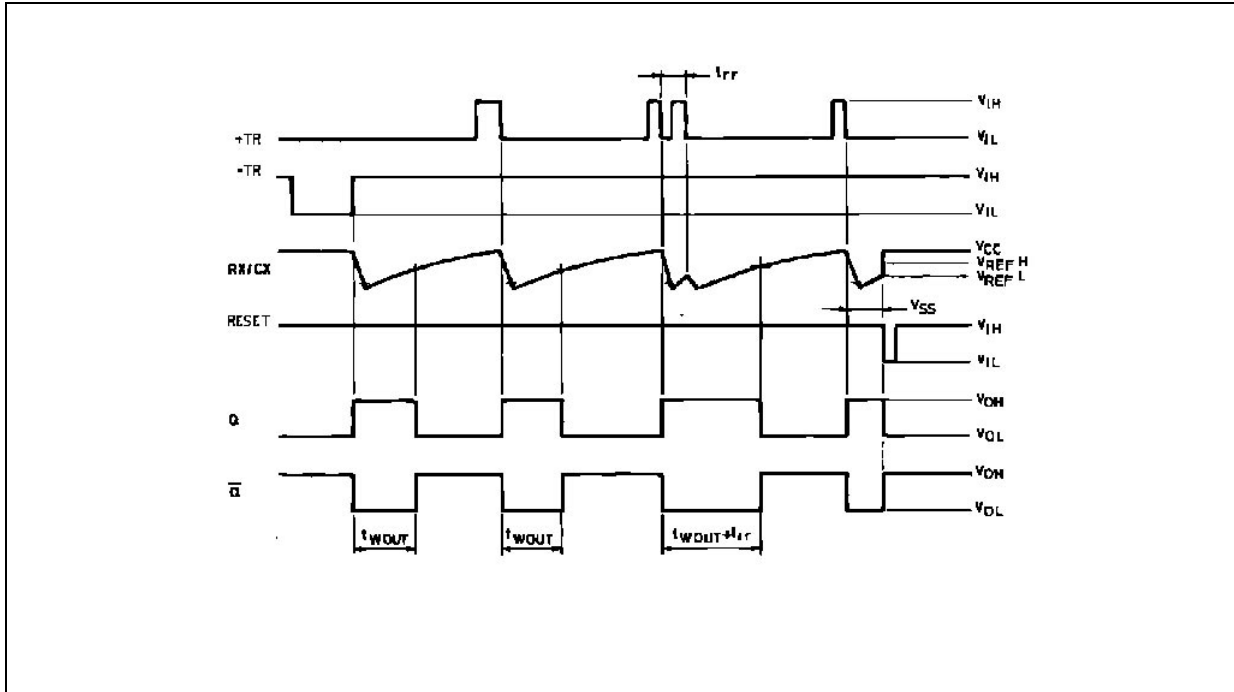 trr
VIH
+TR
VIL
-TR
VIH
VIL
RX/CX
VCC
VREF H
VREF L
VSS
RESET
VIH
VIL
Q
VOH
VOL
Q̅
VOH
VOL
tWOUT
tWOUT
tWOUT+trr